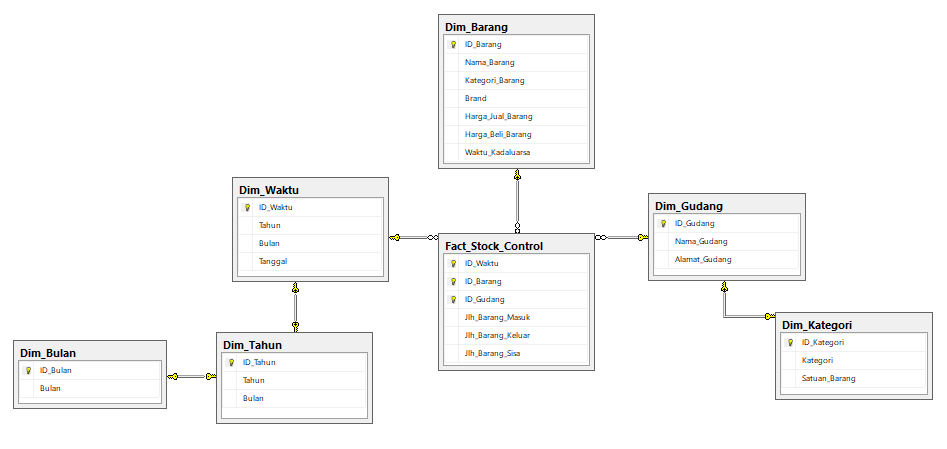 Dim_Barang
ID_Barang
Nama_Barang
Kategori_Barang
Brand
Harga_Jual_Barang
Harga_Beli_Barang
Waktu_Kadaluarsa
Dim_Waktu
ID_Waktu
Tahun
Bulan
Tanggal
Dim_Gudang
ID_Gudang
Nama_Gudang
Alamat_Gudang
Fact_Stock_Control
ID_Waktu
ID_Barang
ID_Gudang
Jlh_Barang_Masuk
Jlh_Barang_Keluar
Jlh_Barang_Sisa
Dim_Kategori
ID_Kategori
Kategori
Satuan_Barang
Dim_Bulan
ID_Bulan
Bulan
Dim_Tahun
ID_Tahun
Tahun
Bulan